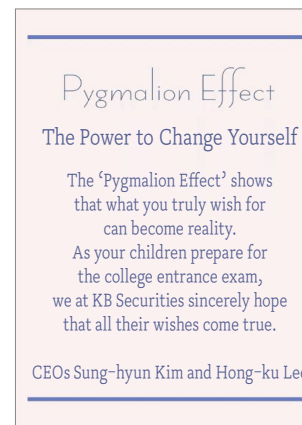 Pygmalion Effect
The Power to Change Yourself
The ‘Pygmalion Effect’ shows
that what you truly wish for
can become reality.
As your children prepare for
the college entrance exam,
we at KB Securities sincerely hope
that all their wishes come true.
CEOs Sung-hyun Kim and Hong-ku